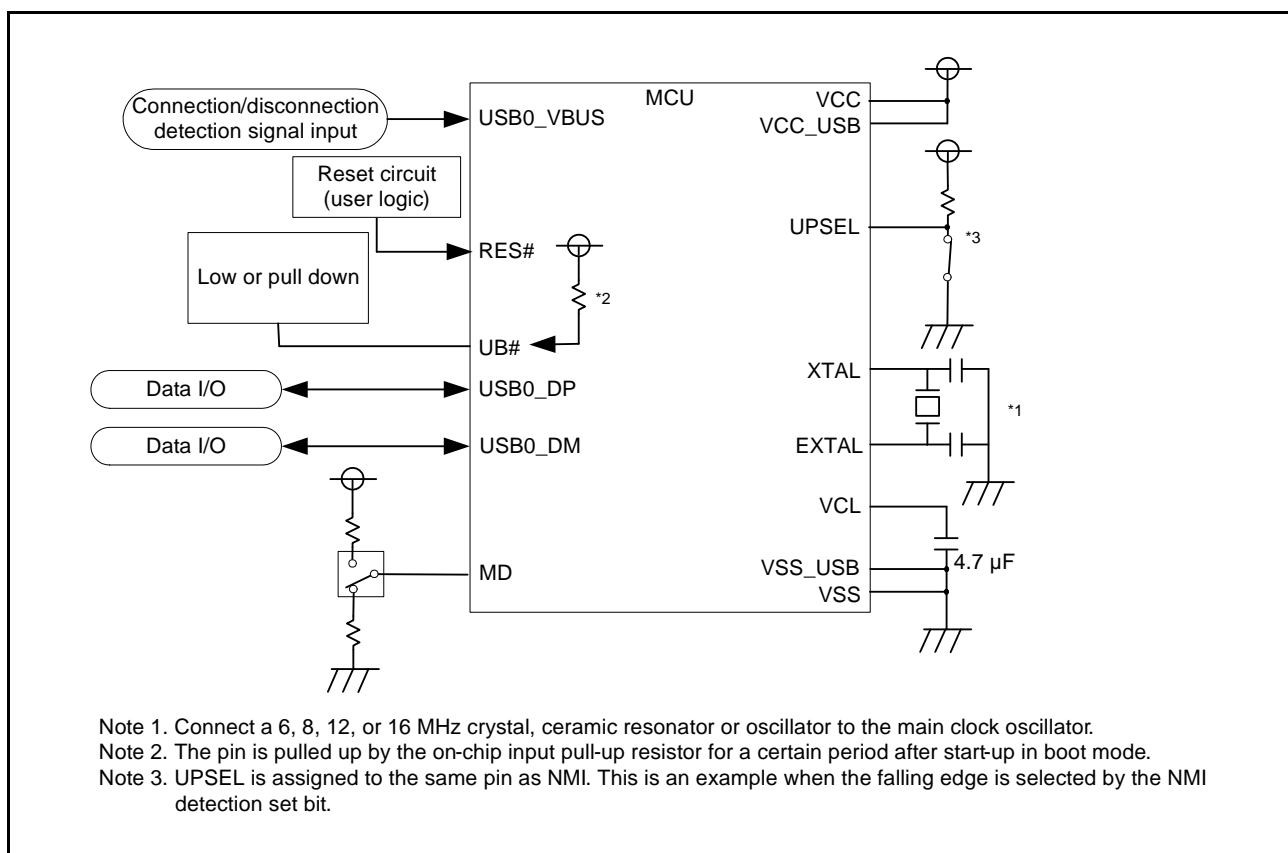 MCU
Connection/disconnection
detection signal input
USB0_VBUS
Reset circuit
(user logic)
RES#
Low or pull down
*2
UB#
Data I/O
USB0_DP
Data I/O
USB0_DM
MD
VCC
VCC_USB
UPSEL
*3
XTAL
*1
EXTAL
VCL
4.7 µF
VSS_USB
VSS
Note 1. Connect a 6, 8, 12, or 16 MHz crystal, ceramic resonator or oscillator to the main clock oscillator.
Note 2. The pin is pulled up by the on-chip input pull-up resistor for a certain period after start-up in boot mode.
Note 3. UPSEL is assigned to the same pin as NMI. This is an example when the falling edge is selected by the NMI
detection set bit.